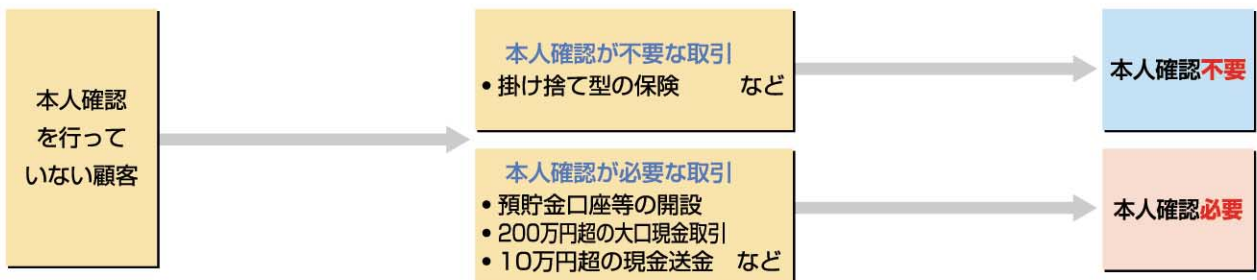 本人確認
を行って
いない顧客
本人確認が不要な取引
• 掛け捨て型の保険　など
本人確認不要
本人確認が必要な取引
• 預貯金口座等の開設
• 200万円超の大口現金取引
• 10万円超の現金送金　など
本人確認必要